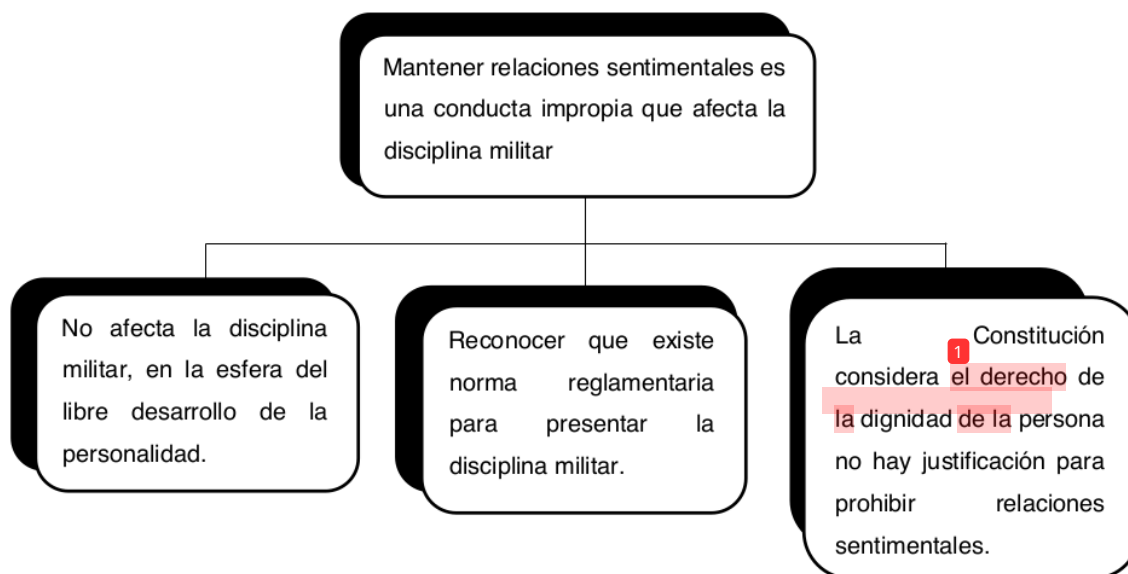 Mantener relaciones sentimentales es
una conducta impropia que afecta la
disciplina militar
No afecta la disciplina
militar, en la esfera del
libre desarrollo de la
personalidad.
Reconocer que existe
norma reglamentaria
para presentar la
disciplina militar.
La Constitución
1
considera el derecho de
la dignidad de la persona
no hay justificación para
prohibir relaciones
sentimentales.